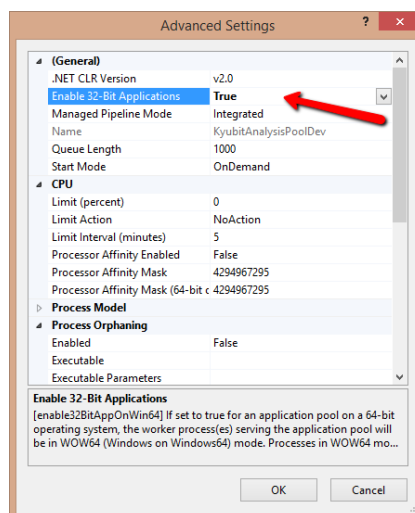 Advanced Settings
?
×
(General)
.NET CLR Version v2.0
Enable 32-Bit Applications True
Managed Pipeline Mode Integrated
Name KyubitAnalysisPoolDev
Queue Length 1000
Start Mode OnDemand
CPU
Limit (percent) 0
Limit Action NoAction
Limit Interval (minutes) 5
Processor Affinity Enabled False
Processor Affinity Mask 4294967295
Processor Affinity Mask (64-bit c 4294967295
Process Model
Process Orphaning
Enabled False
Executable
Executable Parameters
Enable 32-Bit Applications
[enable32BitAppOnWin64] If set to true for an application pool on a 64-bit
operating system, the worker process(es) serving the application pool will
be in WOW64 (Windows on Windows64) mode. Processes in WOW64 mo...
OK Cancel